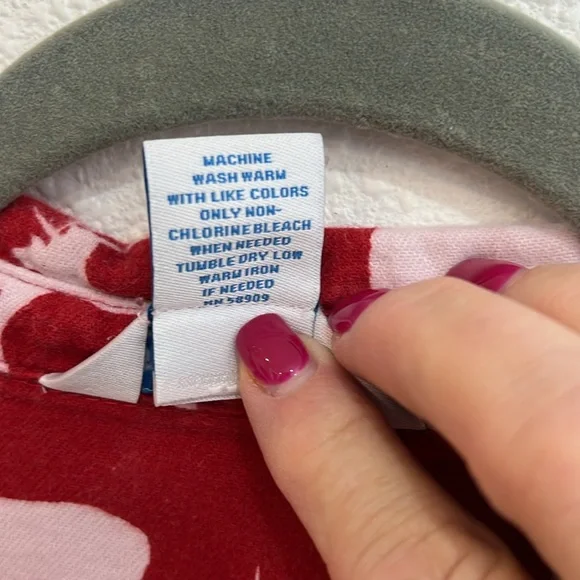 MACHINE
WASH WARM
WITH LIKE COLORS
ONLY NON-
CHLORINE BLEACH
WHEN NEEDED
TUMBLE DRY LOW
WARM IRON
IF NEEDED
RN 58909